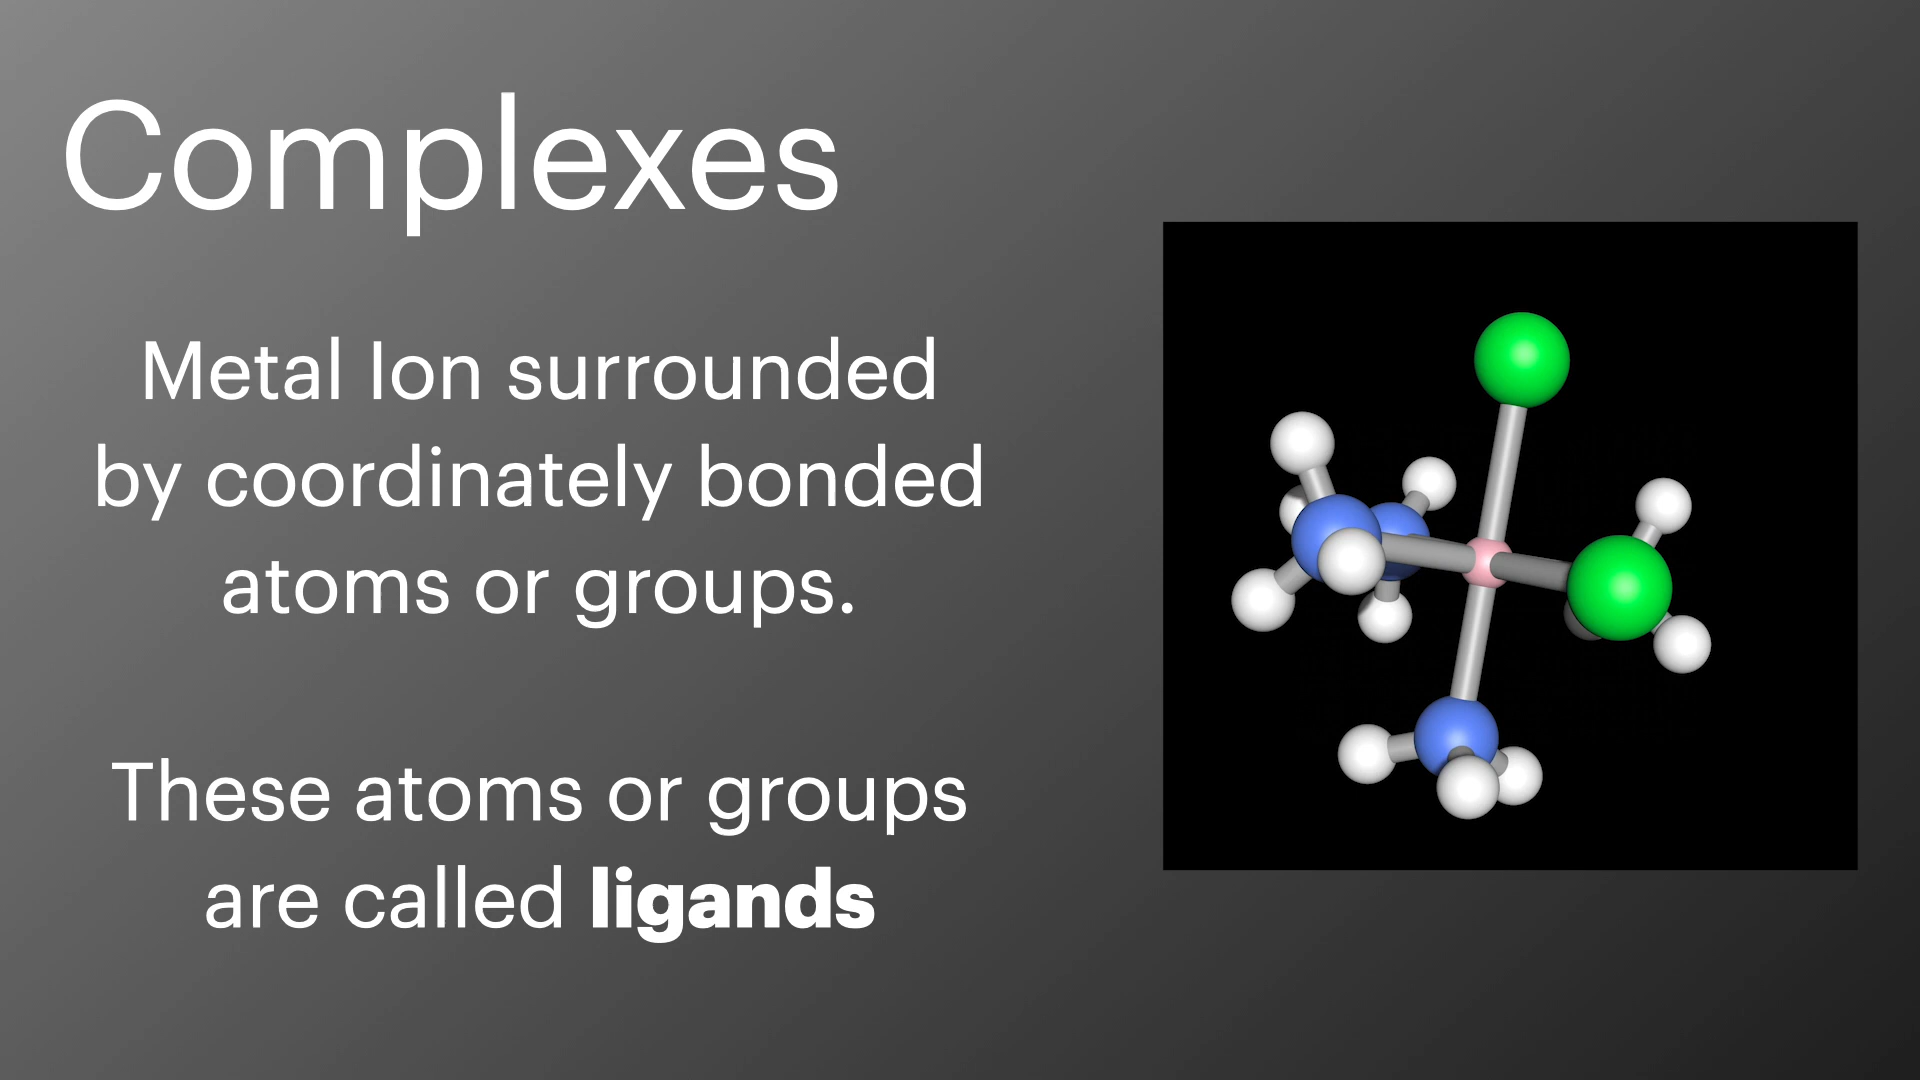 Complexes
Metal Ion surrounded
by coordinately bonded
atoms or groups.
These atoms or groups
are called ligands